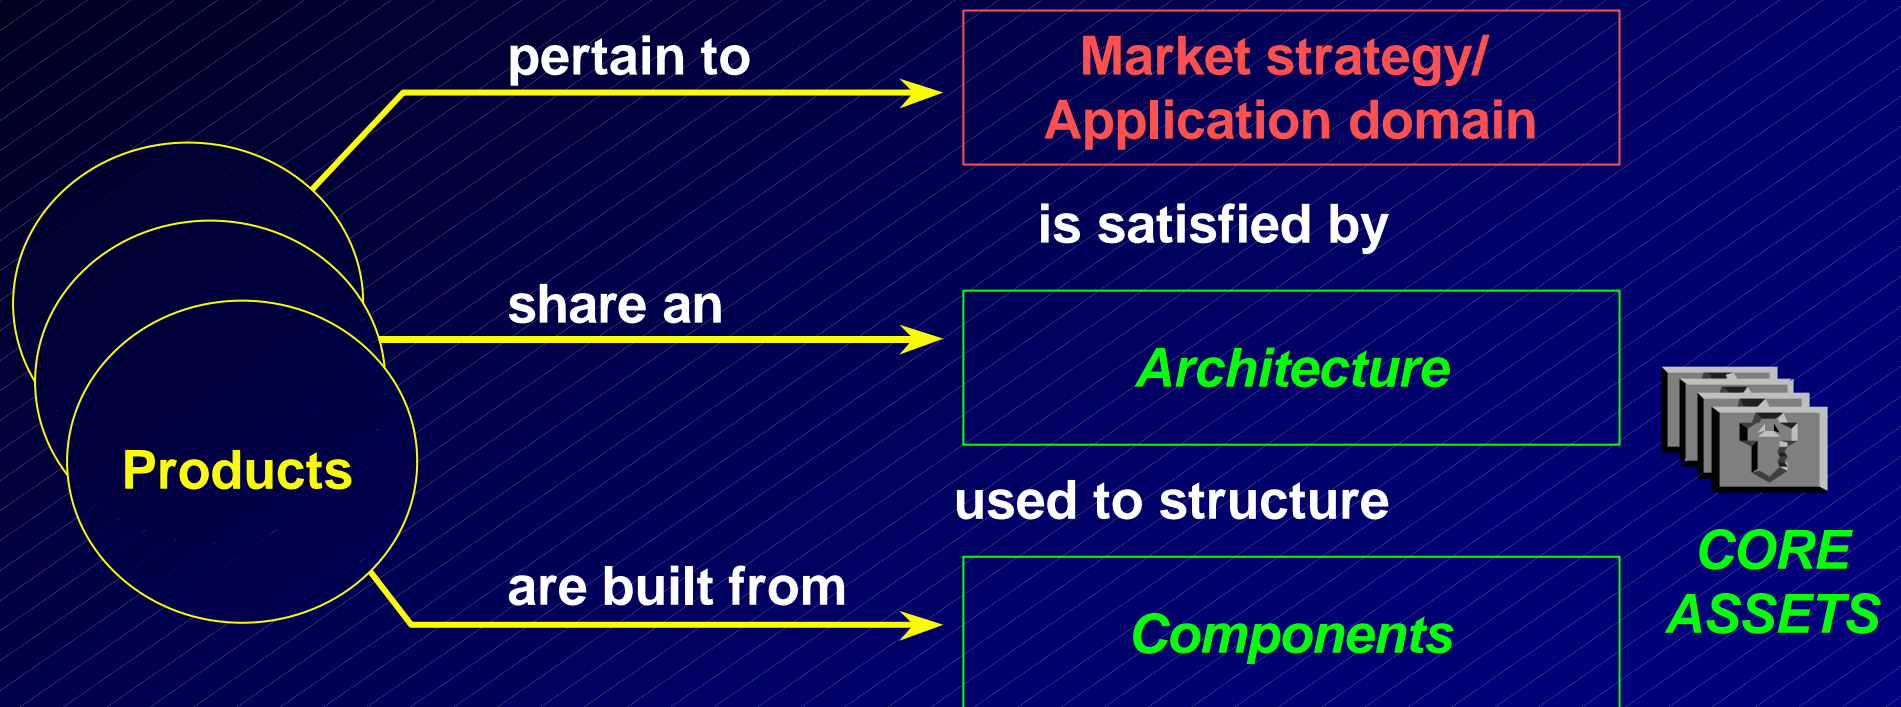 pertain to
Market strategy/
Application domain
is satisfied by
share an
Architecture
Products
used to structure
CORE
ASSETS
are built from
Components